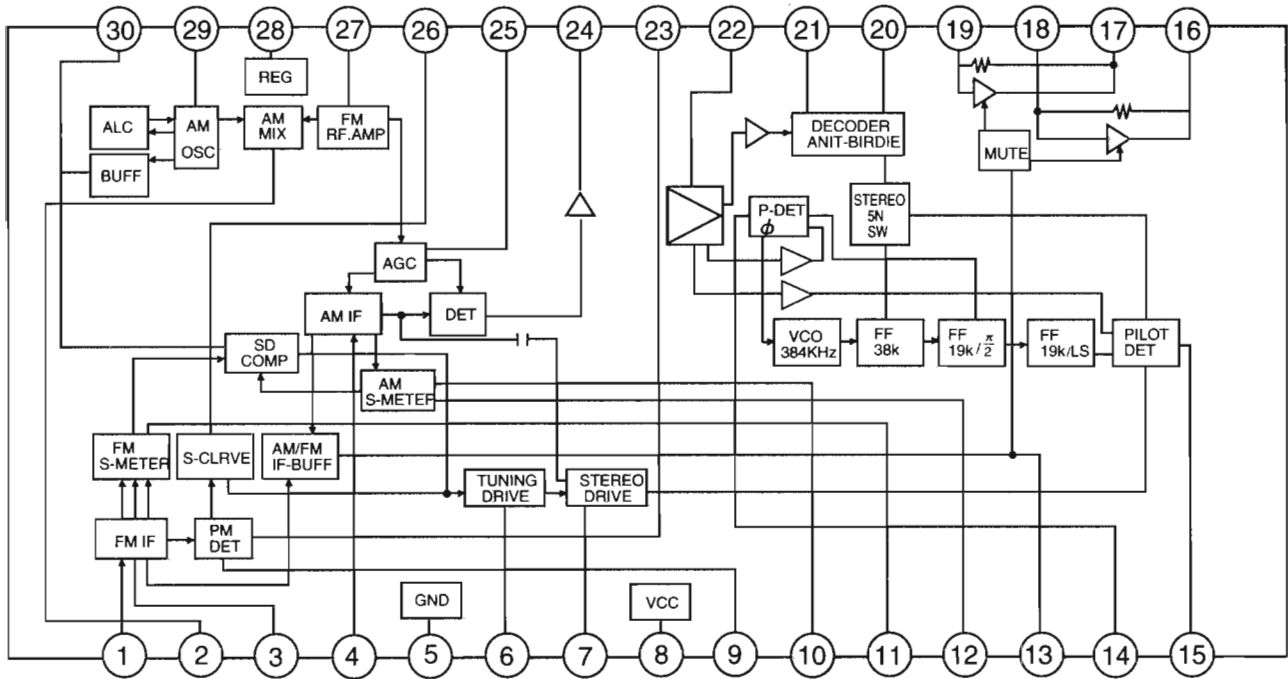 30 29 28 27 26 25 24 23 22 21 20 19 18 17 16
REG
ALC
AM
OSC
AM
MIX
FM
RF.AMP
BUFF
DECODER
ANIT-BIRDIE
MUTE
P-DET
ϕ
STEREO
5N
SW
AGC
AM IF
DET
SD
COMP
VCO
384KHz
FF
38k
FF
19k/π/2
FF
19k/LS
PILOT
DET
AM
S-METER
FM
S-METER
S-CLRVE
AM/FM
IF-BUFF
TUNING
DRIVE
STEREO
DRIVE
FM IF
PM
DET
GND
VCC
1 2 3 4 5 6 7 8 9 10 11 12 13 14 15